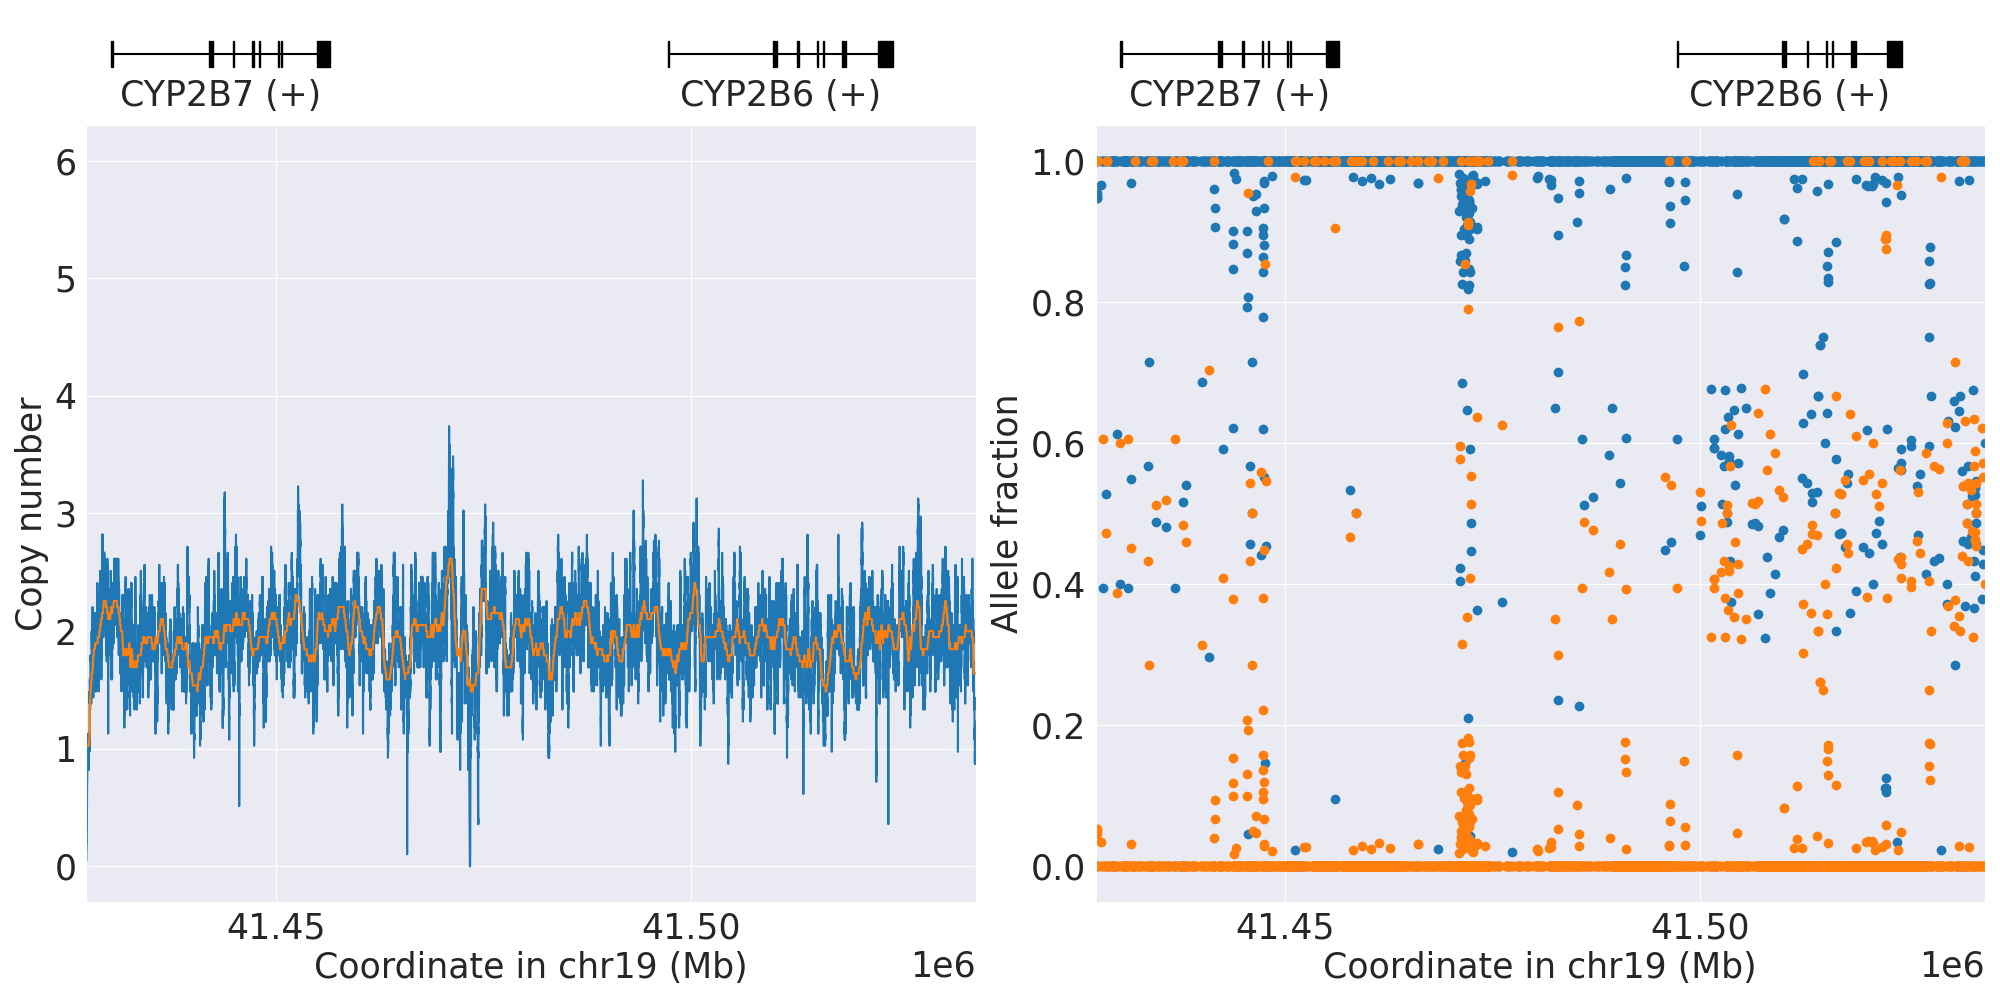 CYP2B7 (+)
CYP2B6 (+)
CYP2B7 (+)
CYP2B6 (+)
6
5
4
3
2
1
0
Copy number
41.45
41.50
Coordinate in chr19 (Mb)
1e6
1.0
0.8
0.6
0.4
0.2
0.0
Allele fraction
41.45
41.50
Coordinate in chr19 (Mb)
1e6